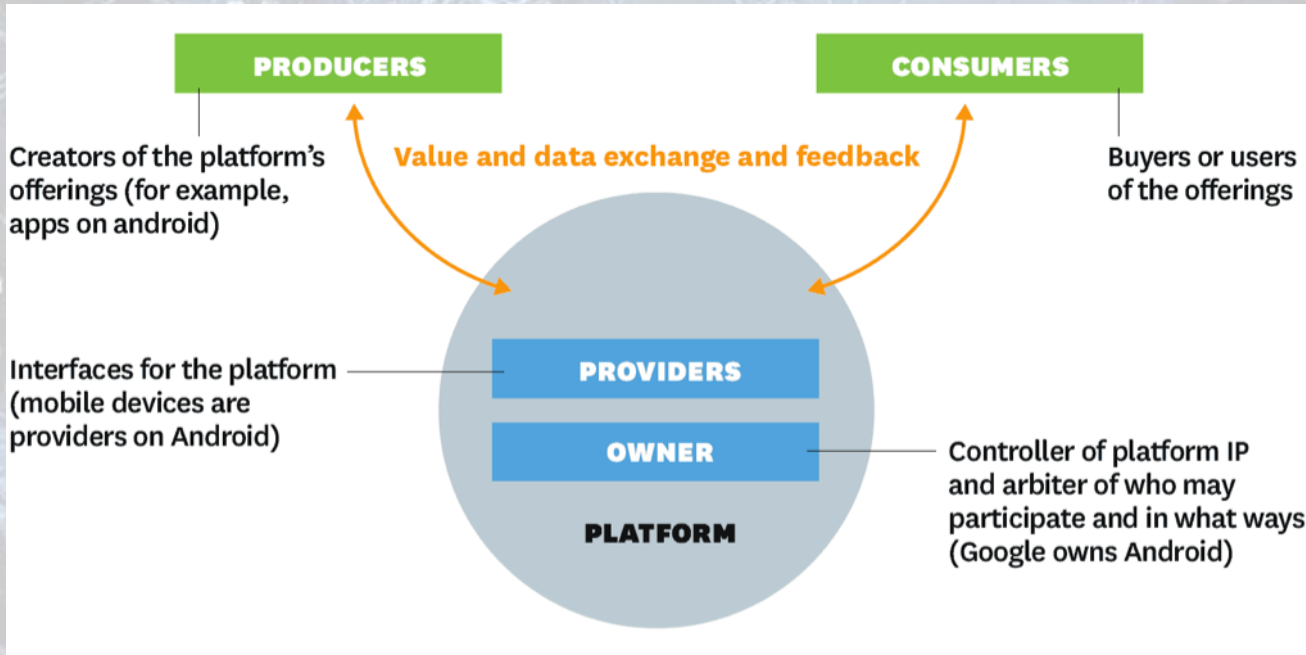 PRODUCERS
CONSUMERS
Creators of the platform's
offerings (for example,
apps on android)
Value and data exchange and feedback
Buyers or users
of the offerings
Interfaces for the platform
(mobile devices are
providers on Android)
PROVIDERS
OWNER
Controller of platform IP
and arbiter of who may
participate and in what ways
(Google owns Android)
PLATFORM